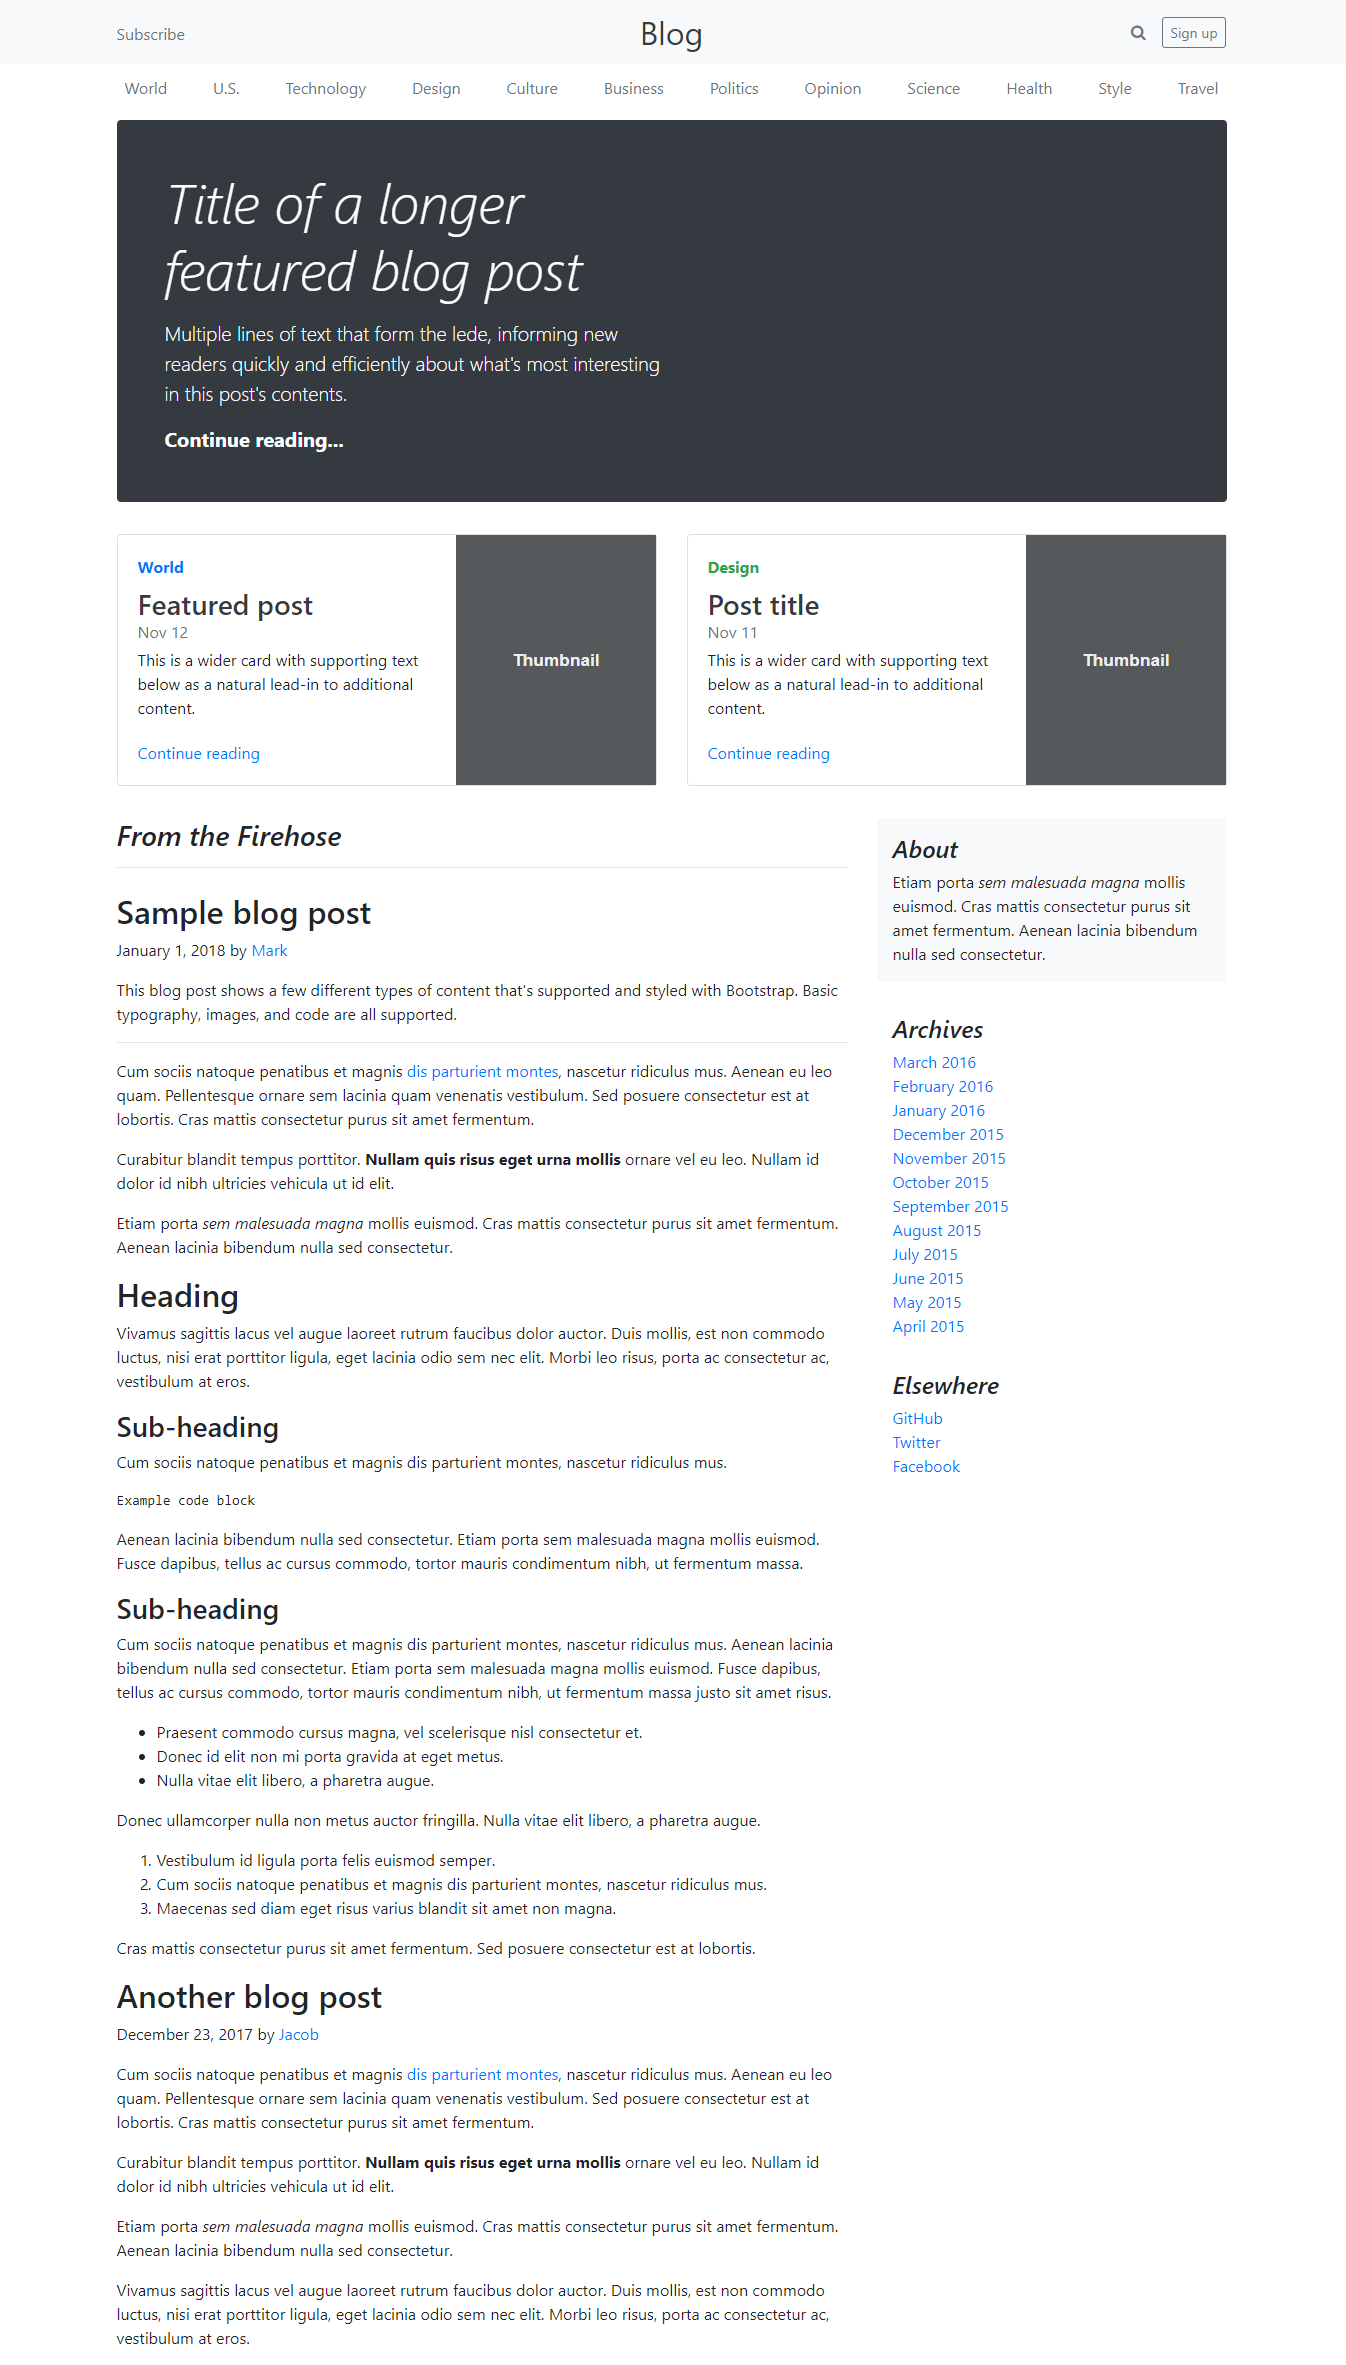 Subscribe
Blog
Sign up
World U.S. Technology Design Culture Business Politics Opinion Science Health Style Travel
Title of a longer
featured blog post
Multiple lines of text that form the lede, informing new
readers quickly and efficiently about what's most interesting
in this post's contents.
Continue reading...
World
Featured post
Nov 12
This is a wider card with supporting text
below as a natural lead-in to additional
content.
Continue reading
Thumbnail
Design
Post title
Nov 11
This is a wider card with supporting text
below as a natural lead-in to additional
content.
Continue reading
Thumbnail
From the Firehose
Sample blog post
January 1, 2018 by Mark
This blog post shows a few different types of content that's supported and styled with Bootstrap. Basic
typography, images, and code are all supported.
Cum sociis natoque penatibus et magnis dis parturient montes, nascetur ridiculus mus. Aenean eu leo
quam. Pellentesque ornare sem lacinia quam venenatis vestibulum. Sed posuere consectetur est at
lobortis. Cras mattis consectetur purus sit amet fermentum.
Curabitur blandit tempus porttitor. Nullam quis risus eget urna mollis ornare vel eu leo. Nullam id
dolor id nibh ultricies vehicula ut id elit.
Etiam porta sem malesuada magna mollis euismod. Cras mattis consectetur purus sit amet fermentum.
Aenean lacinia bibendum nulla sed consectetur.
Heading
Vivamus sagittis lacus vel augue laoreet rutrum faucibus dolor auctor. Duis mollis, est non commodo
luctus, nisi erat porttitor ligula, eget lacinia odio sem nec elit. Morbi leo risus, porta ac consectetur ac,
vestibulum at eros.
Sub-heading
Cum sociis natoque penatibus et magnis dis parturient montes, nascetur ridiculus mus.
Example code block
Aenean lacinia bibendum nulla sed consectetur. Etiam porta sem malesuada magna mollis euismod.
Fusce dapibus, tellus ac cursus commodo, tortor mauris condimentum nibh, ut fermentum massa.
Sub-heading
Cum sociis natoque penatibus et magnis dis parturient montes, nascetur ridiculus mus. Aenean lacinia
bibendum nulla sed consectetur. Etiam porta sem malesuada magna mollis euismod. Fusce dapibus,
tellus ac cursus commodo, tortor mauris condimentum nibh, ut fermentum massa justo sit amet risus.
• Praesent commodo cursus magna, vel scelerisque nisl consectetur et.
• Donec id elit non mi porta gravida at eget metus.
• Nulla vitae elit libero, a pharetra augue.
Donec ullamcorper nulla non metus auctor fringilla. Nulla vitae elit libero, a pharetra augue.
1. Vestibulum id ligula porta felis euismod semper.
2. Cum sociis natoque penatibus et magnis dis parturient montes, nascetur ridiculus mus.
3. Maecenas sed diam eget risus varius blandit sit amet non magna.
Cras mattis consectetur purus sit amet fermentum. Sed posuere consectetur est at lobortis.
Another blog post
December 23, 2017 by Jacob
Cum sociis natoque penatibus et magnis dis parturient montes, nascetur ridiculus mus. Aenean eu leo
quam. Pellentesque ornare sem lacinia quam venenatis vestibulum. Sed posuere consectetur est at
lobortis. Cras mattis consectetur purus sit amet fermentum.
Curabitur blandit tempus porttitor. Nullam quis risus eget urna mollis ornare vel eu leo. Nullam id
dolor id nibh ultricies vehicula ut id elit.
Etiam porta sem malesuada magna mollis euismod. Cras mattis consectetur purus sit amet fermentum.
Aenean lacinia bibendum nulla sed consectetur.
Vivamus sagittis lacus vel augue laoreet rutrum faucibus dolor auctor. Duis mollis, est non commodo
luctus, nisi erat porttitor ligula, eget lacinia odio sem nec elit. Morbi leo risus, porta ac consectetur ac,
vestibulum at eros.
About
Etiam porta sem malesuada magna mollis
euismod. Cras mattis consectetur purus sit
amet fermentum. Aenean lacinia bibendum
nulla sed consectetur.
Archives
March 2016
February 2016
January 2016
December 2015
November 2015
October 2015
September 2015
August 2015
July 2015
June 2015
May 2015
April 2015
Elsewhere
GitHub
Twitter
Facebook